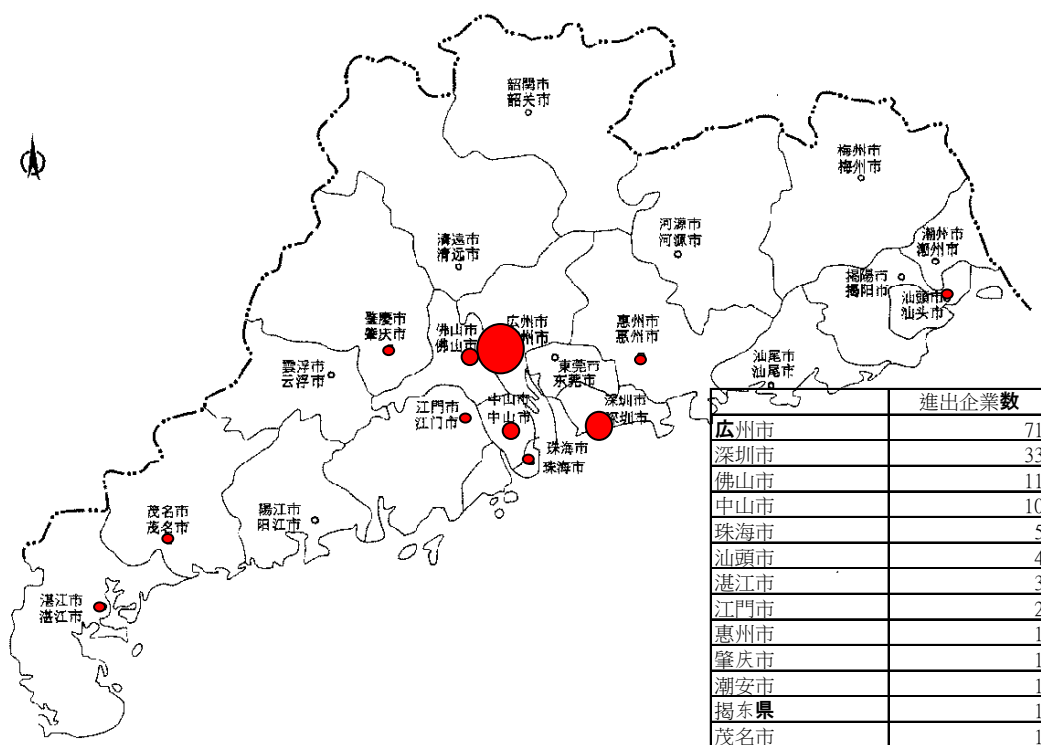 韶関市
韶关市
梅州市
梅州市
河源市
河源市
清遠市
清远市
潮州市
潮州市
揭陽市
揭阳市
汕頭市
汕头市
肇慶市
肇庆市
佛山市
佛山市
広州市
州市
惠州市
惠州市
雲浮市
云浮市
東莞市
东莞市
汕尾市
汕尾市
江門市
江门市
中山市
中山市
深圳市
深圳市
珠海市
珠海市
茂名市
茂名市
陽江市
阳江市
湛江市
湛江市
進出企業数
広州市 71
深圳市 33
佛山市 11
中山市 10
珠海市 5
汕頭市 4
湛江市 3
江門市 2
惠州市 1
肇庆市 1
潮安市 1
揭东県 1
茂名市 1